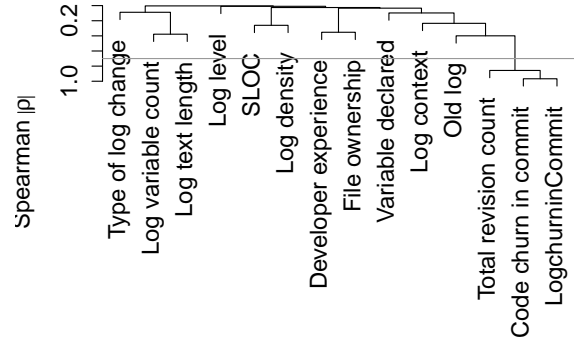 0.2
1.0
Spearman |ρ|
Type of log change
Log variable count
Log text length
Log level
SLOC
Log density
Developer experience
File ownership
Variable declared
Log context
Old log
Total revision count
Code churn in commit
LogchurninCommit